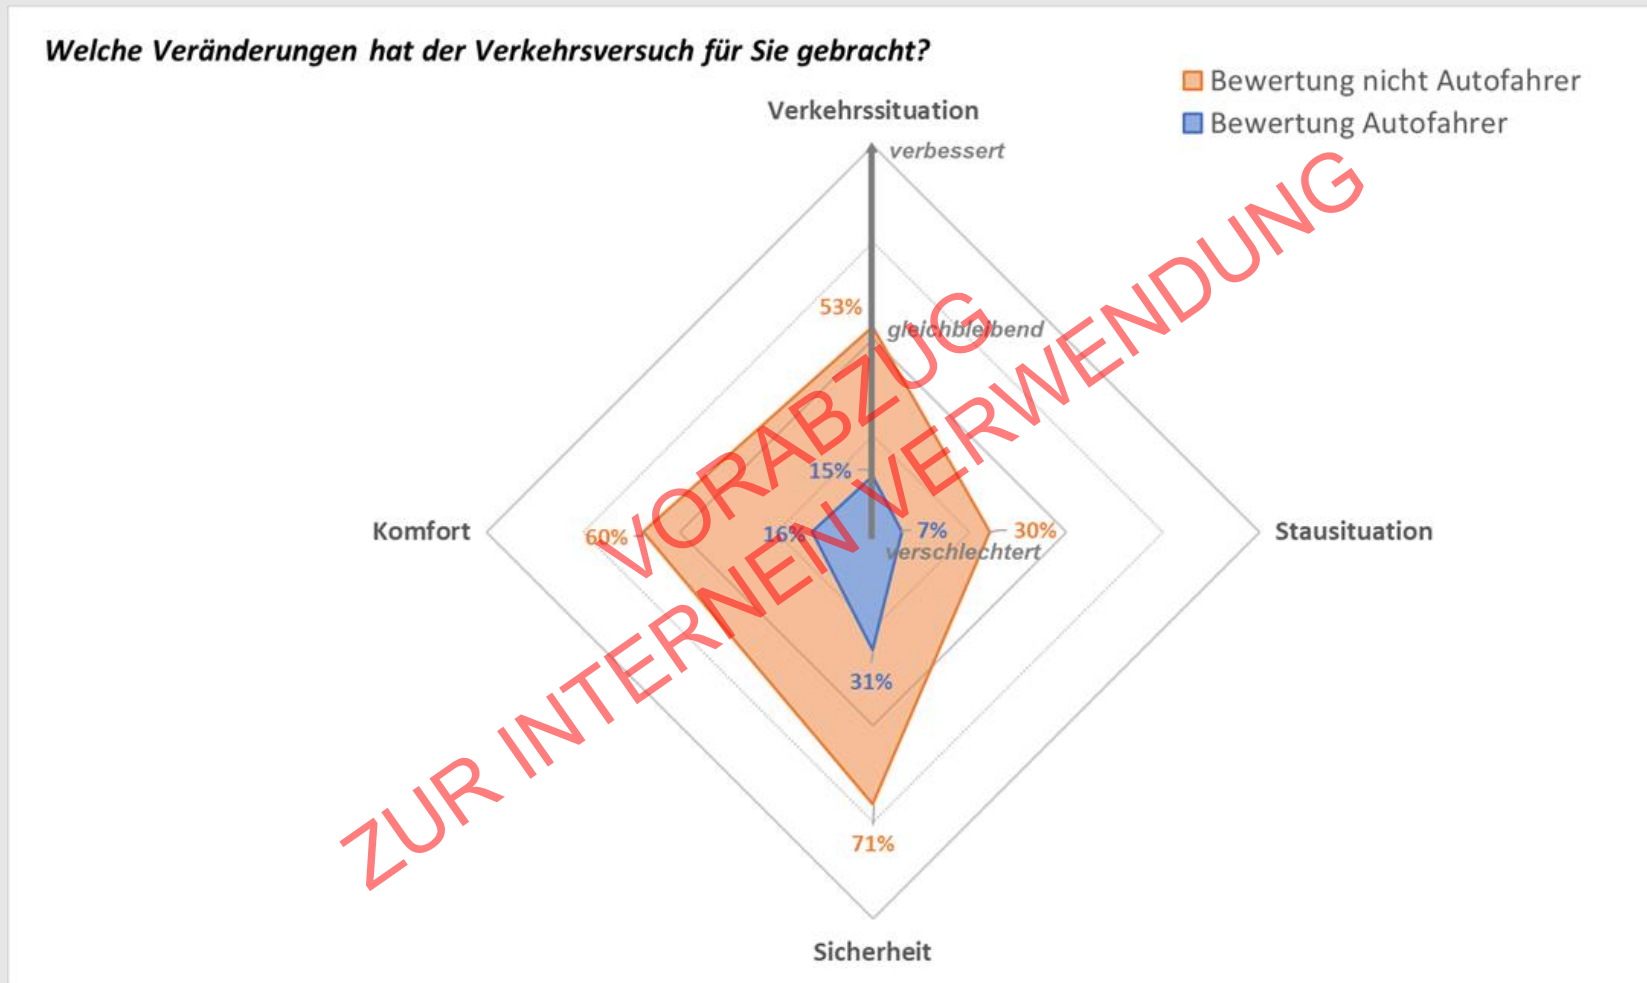 Welche Veränderungen hat der Verkehrsversuch für Sie gebracht?
Bewertung nicht Autofahrer
Bewertung Autofahrer
Verkehrssituation
verbessert
53%
gleichbleibend
15%
Komfort
60%
16%
7%
30%
Stausituation
verschlechtert
31%
71%
Sicherheit
VORABZUG
ZUR INTERNEN VERWENDUNG